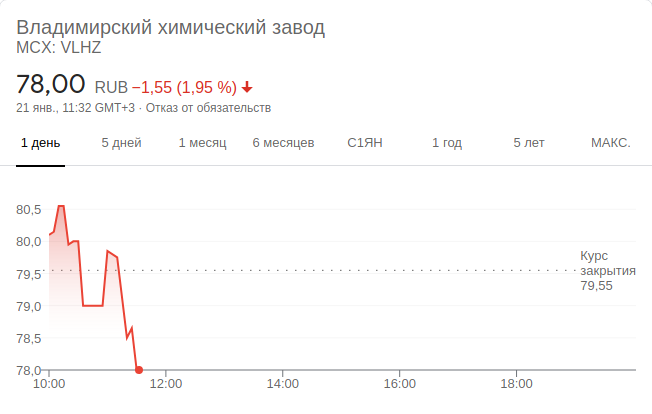 Владимирский химический завод
MCX: VLHZ
78,00 RUB −1,55 (1,95 %)
21 янв., 11:32 GMT+3 · Отказ от обязательств
1 день 5 дней 1 месяц 6 месяцев С1ЯН 1 год 5 лет МАКС.
80,5
80,0
79,5
79,0
78,5
78,0
Курс
закрытия
79,55
10:00 12:00 14:00 16:00 18:00